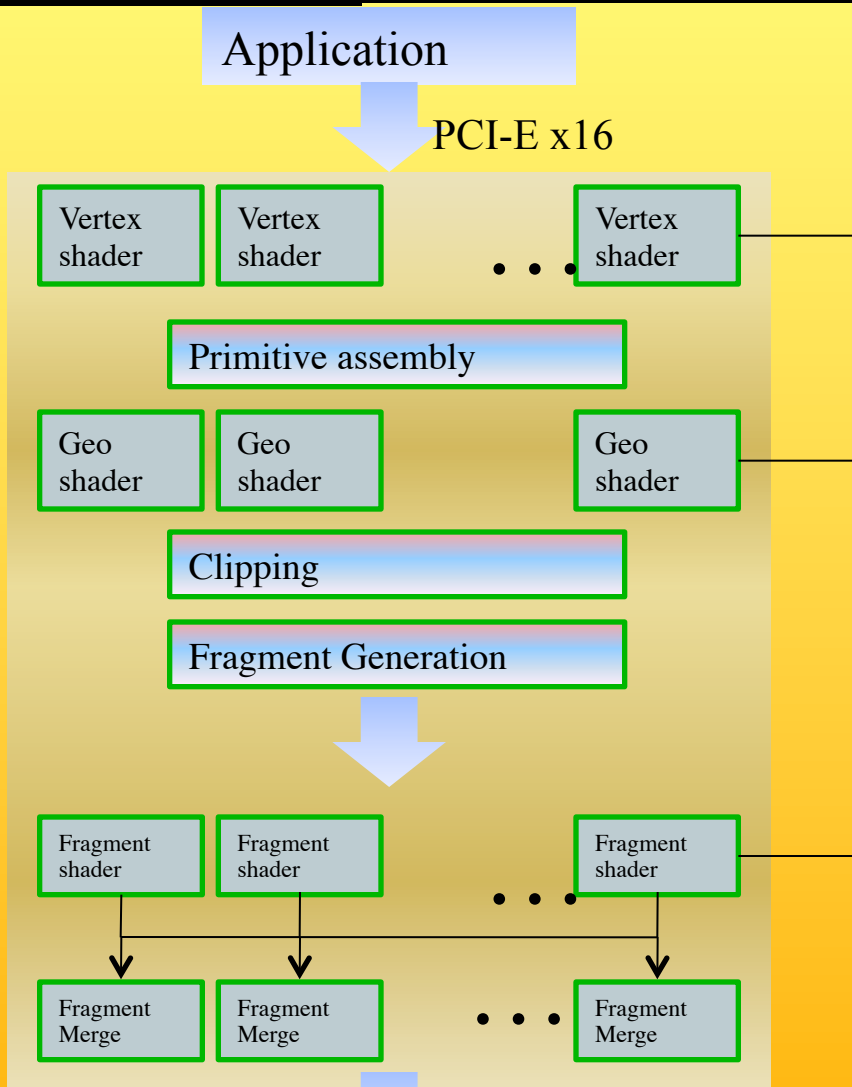 Application
PCI-E x16
Vertex
shader
Vertex
shader
. . .
Vertex
shader
Primitive assembly
Geo
shader
Geo
shader
Geo
shader
Clipping
Fragment Generation
Fragment
shader
Fragment
shader
. . .
Fragment
shader
Fragment
Merge
Fragment
Merge
. . .
Fragment
Merge